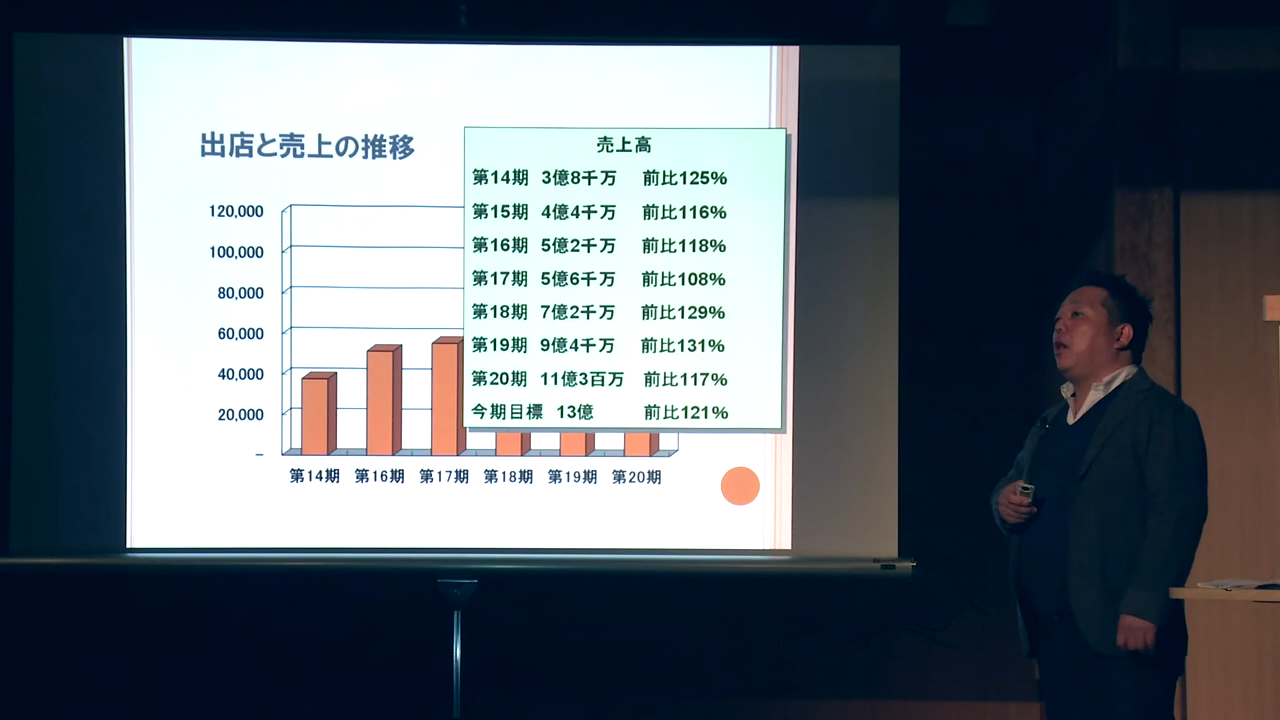 出店と売上の推移
売上高
第14期 3億8千万 前比125%
第15期 4億4千万 前比116%
第16期 5億2千万 前比118%
第17期 5億6千万 前比108%
第18期 7億2千万 前比129%
第19期 9億4千万 前比131%
第20期 11億3百万 前比117%
今期目標 13億 前比121%
120,000
100,000
80,000
60,000
40,000
20,000
–
第14期 第16期 第17期 第18期 第19期 第20期